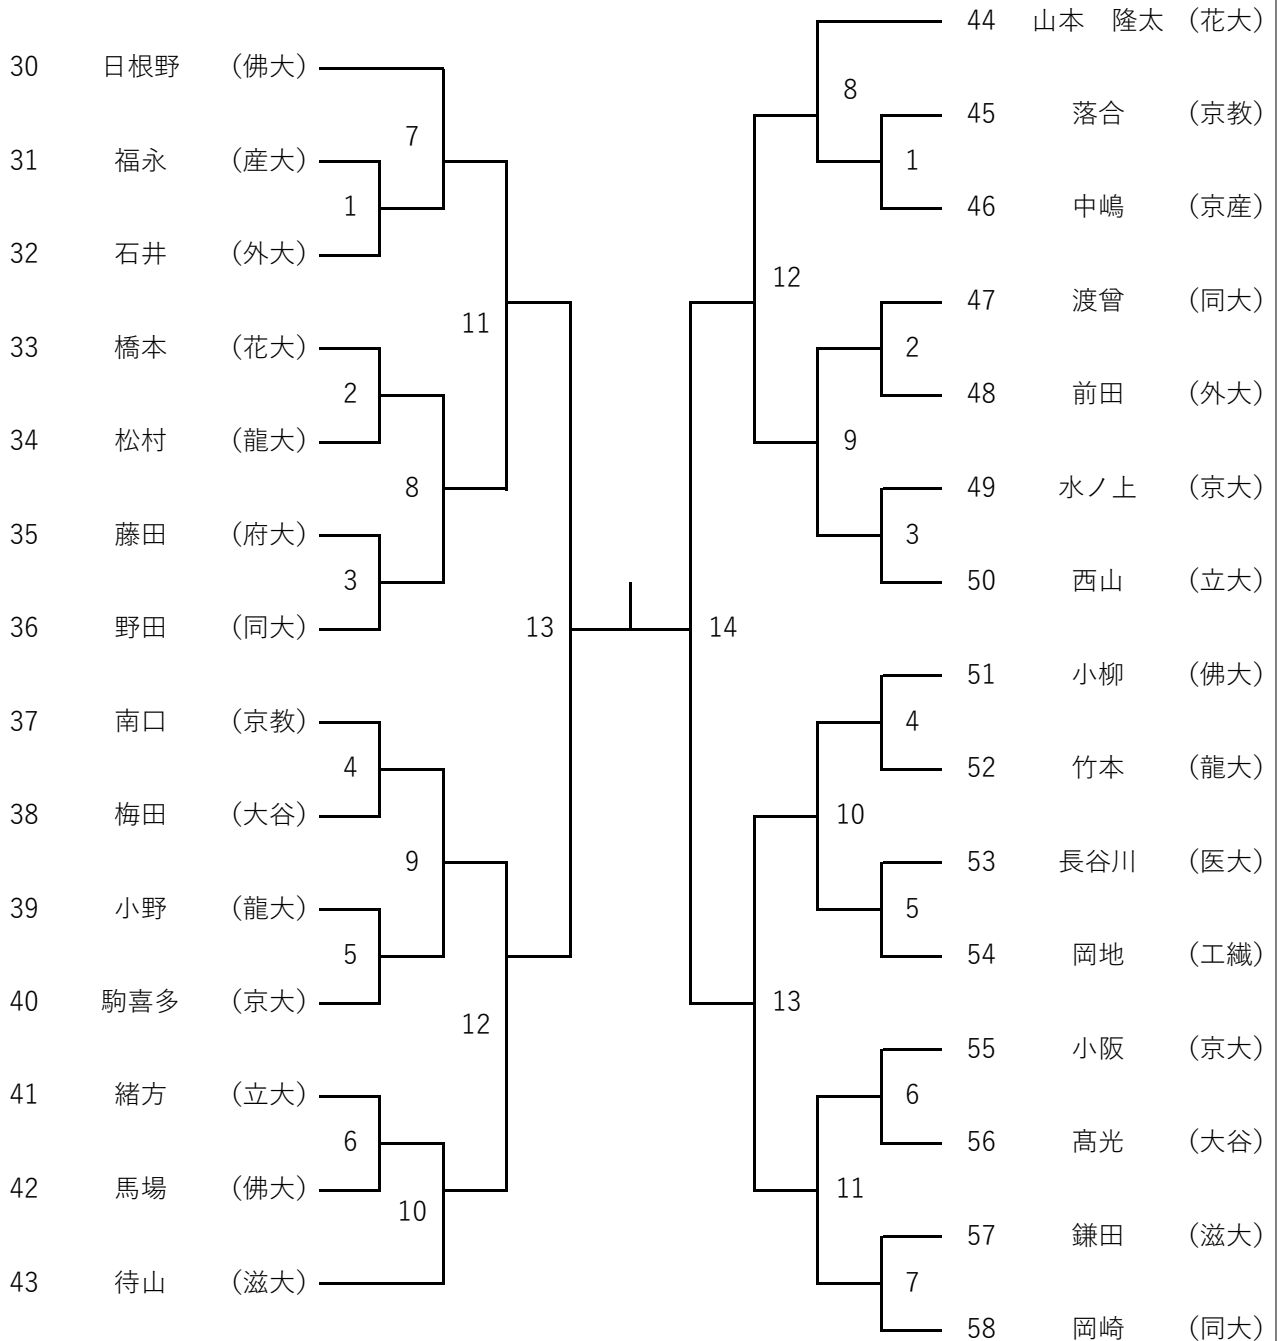 30 日根野 (佛大)
7
31 福永 (産大)
1
32 石井 (外大)
11
33 橋本 (花大)
2
34 松村 (龍大)
8
35 藤田 (府大)
3
36 野田 (同大)
13
37 南口 (京教)
4
38 梅田 (大谷)
9
39 小野 (龍大)
5
40 駒喜多 (京大)
12
41 緒方 (立大)
6
42 馬場 (佛大)
10
43 待山 (滋大)
44 山本 隆太 (花大)
8
45 落合 (京教)
1
46 中嶋 (京産)
12
47 渡曾 (同大)
2
48 前田 (外大)
9
49 水ノ上 (京大)
3
50 西山 (立大)
14
51 小柳 (佛大)
4
52 竹本 (龍大)
10
53 長谷川 (医大)
5
54 岡地 (工繊)
13
55 小阪 (京大)
6
56 髙光 (大谷)
11
57 鎌田 (滋大)
7
58 岡崎 (同大)